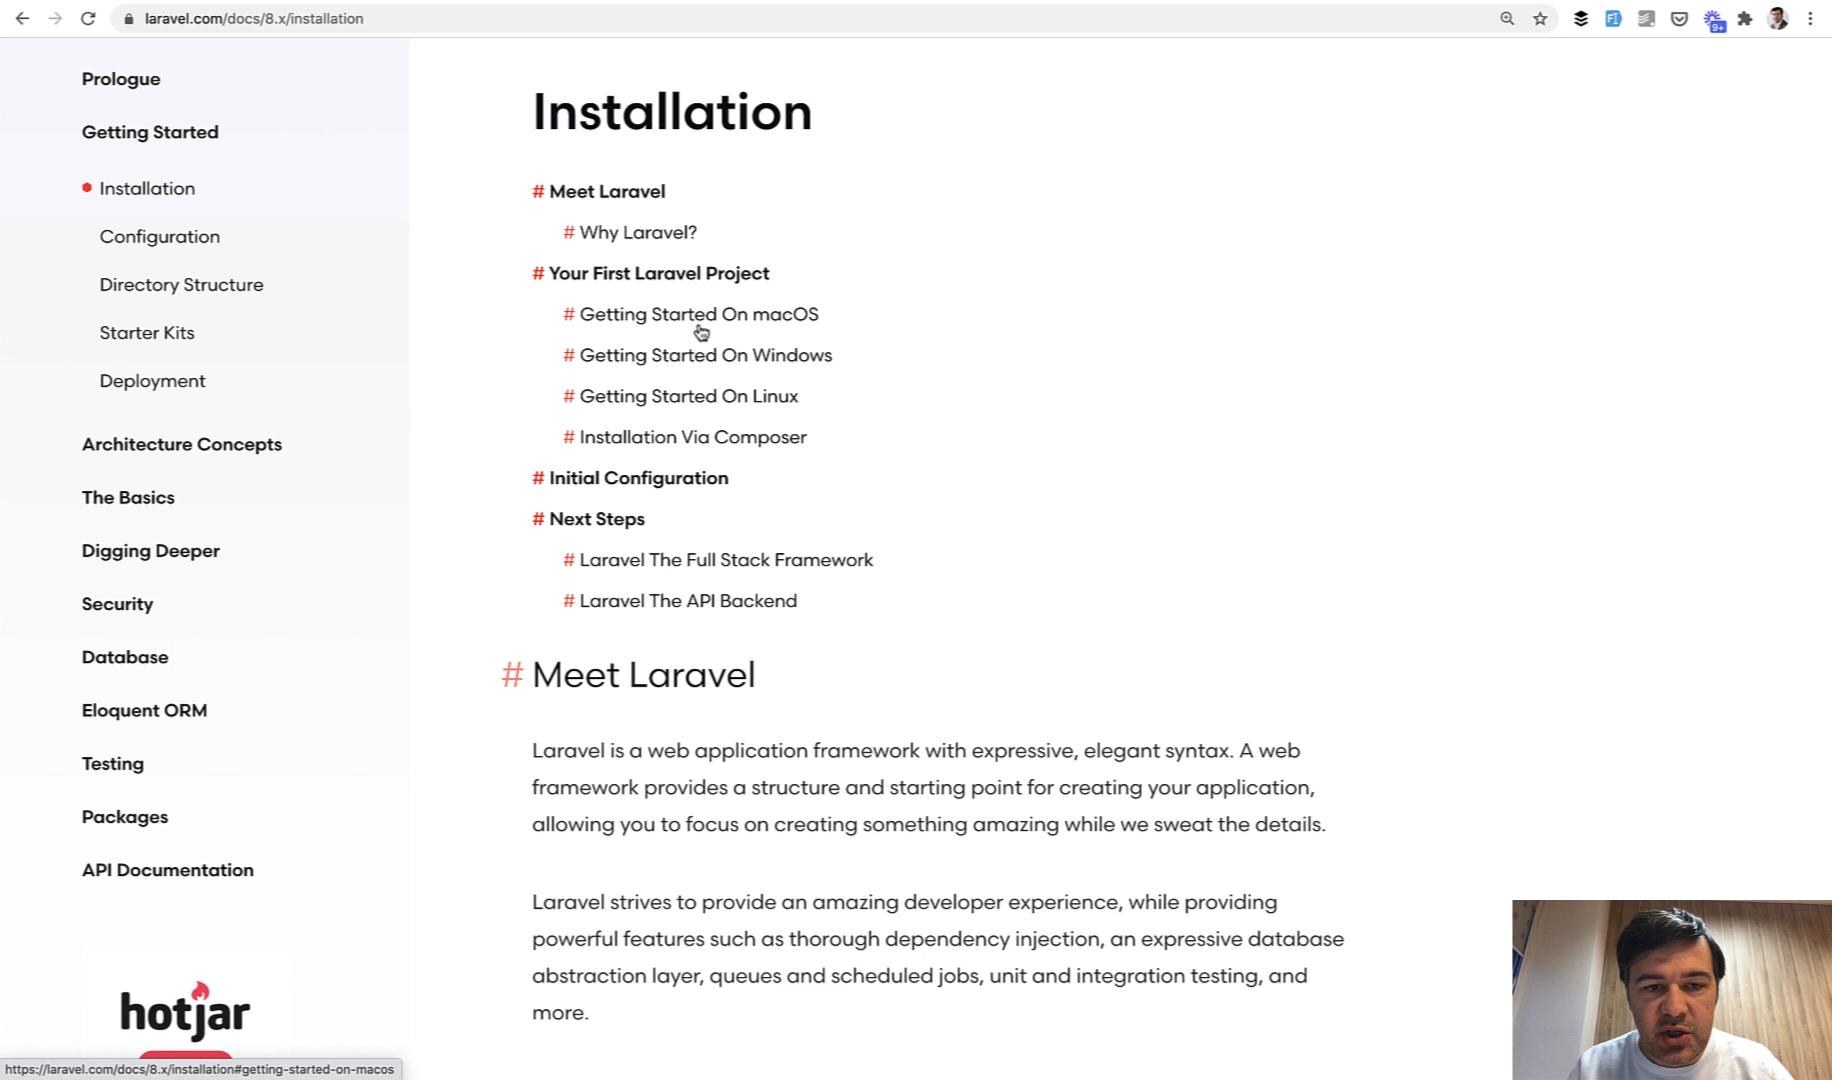 laravel.com/docs/8.x/installation
9+
Prologue
Getting Started
Installation
Configuration
Directory Structure
Starter Kits
Deployment
Architecture Concepts
The Basics
Digging Deeper
Security
Database
Eloquent ORM
Testing
Packages
API Documentation
hotjar
Installation
# Meet Laravel
# Why Laravel?
# Your First Laravel Project
# Getting Started On macOS
# Getting Started On Windows
# Getting Started On Linux
# Installation Via Composer
# Initial Configuration
# Next Steps
# Laravel The Full Stack Framework
# Laravel The API Backend
# Meet Laravel
Laravel is a web application framework with expressive, elegant syntax. A web
framework provides a structure and starting point for creating your application,
allowing you to focus on creating something amazing while we sweat the details.
Laravel strives to provide an amazing developer experience, while providing
powerful features such as thorough dependency injection, an expressive database
abstraction layer, queues and scheduled jobs, unit and integration testing, and
more.
https://laravel.com/docs/8.x/installation#getting-started-on-macos